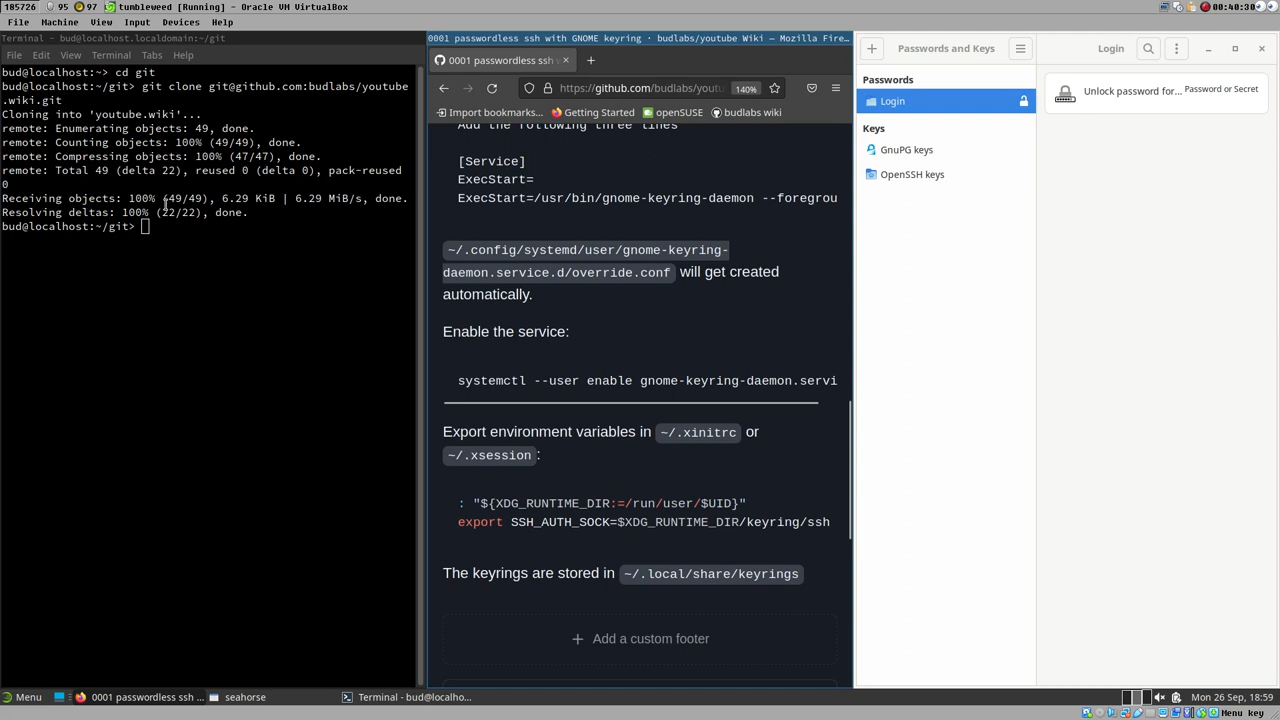 185726
95
97
tumbleweed [Running] - Oracle VM VirtualBox
00:40:30
File Machine View Input Devices Help
Terminal - bud@localhost.localdomain:~/git
File Edit View Terminal Tabs Help
bud@localhost:~> cd git
bud@localhost:~/git> git clone git@github.com:budlabs/youtube
.wiki.git
Cloning into 'youtube.wiki'...
remote: Enumerating objects: 49, done.
remote: Counting objects: 100% (49/49), done.
remote: Compressing objects: 100% (47/47), done.
remote: Total 49 (delta 22), reused 0 (delta 0), pack-reused
0
Receiving objects: 100% (49/49), 6.29 KiB | 6.29 MiB/s, done.
Resolving deltas: 100% (22/22), done.
bud@localhost:~/git>
0001 passwordless ssh with GNOME keyring · budlabs/youtube Wiki — Mozilla Fire…
0001 passwordless ssh w
https://github.com/budlabs/youtu
140%
Import bookmarks...
Getting Started
openSUSE
budlabs wiki
Add the following three lines
[Service]
ExecStart=
ExecStart=/usr/bin/gnome-keyring-daemon --foregrou
~/.config/systemd/user/gnome-keyring-
daemon.service.d/override.conf will get created
automatically.
Enable the service:
systemctl --user enable gnome-keyring-daemon.servi
Export environment variables in ~/.xinitrc or
~/.xsession:
: "${XDG_RUNTIME_DIR:=/run/user/$UID}"
export SSH_AUTH_SOCK=$XDG_RUNTIME_DIR/keyring/ssh
The keyrings are stored in ~/.local/share/keyrings
Add a custom footer
Passwords and Keys
Login
Passwords
Login
Keys
GnuPG keys
OpenSSH keys
Unlock password for...
Password or Secret
Menu
0001 passwordless ssh ...
seahorse
Terminal - bud@localho...
Mon 26 Sep, 18:59
Menu key